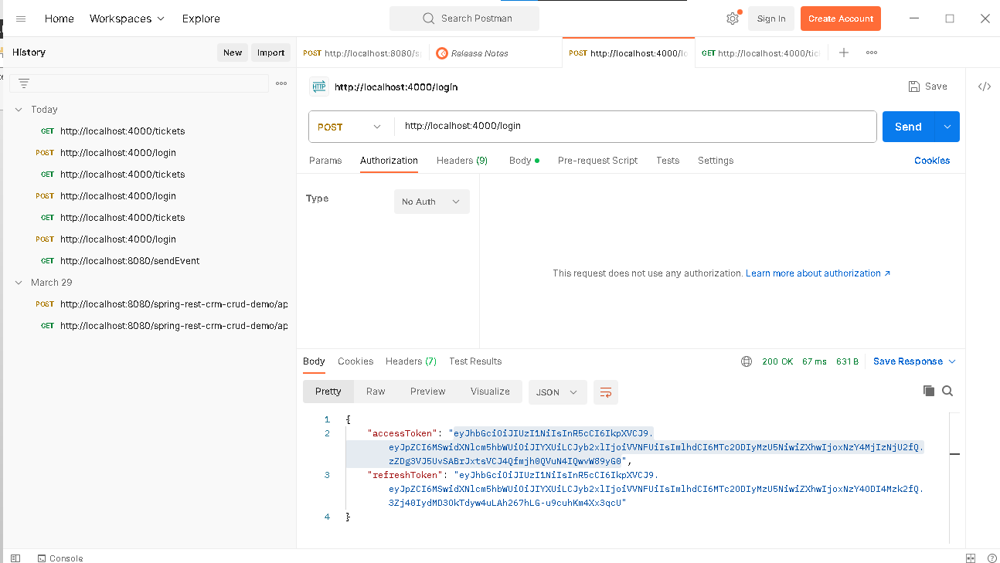 Home Workspaces Explore Search Postman Sign In Create Account
History New Import
POST http://localhost:8080/s Release Notes POST http://localhost:4000/lo GET http://localhost:4000/tic
HTTP http://localhost:4000/login Save
Today
GET http://localhost:4000/tickets
POST http://localhost:4000/login
GET http://localhost:4000/tickets
POST http://localhost:4000/login
GET http://localhost:4000/tickets
POST http://localhost:4000/login
GET http://localhost:8080/sendEvent
March 29
POST http://localhost:8080/spring-rest-crm-crud-demo/ap
GET http://localhost:8080/spring-rest-crm-crud-demo/ap
POST http://localhost:4000/login Send
Params Authorization Headers (9) Body Pre-request Script Tests Settings Cookies
Type No Auth
This request does not use any authorization. Learn more about authorization ↗
Body Cookies Headers (7) Test Results 200 OK 67 ms 631 B Save Response
Pretty Raw Preview Visualize JSON
1 {
2 "accessToken": "eyJhbGciOiJIUzI1NiIsInR5cCI6IkpXVCJ9.
eyJpZCI6MSwidXNlcm5hbWUiOiJIYXUiLCJyb2xlIjoiVVNFUiIsImlhdCI6MTc2ODIyMzU5NiwiZXhwIjoxNzY4MjIzNjU2fQ.
zZDg3VJ5UvSABrJxtsVCJ4Qfmjh0QVuN4IQwvW89yG0",
3 "refreshToken": "eyJhbGciOiJIUzI1NiIsInR5cCI6IkpXVCJ9.
eyJpZCI6MSwidXNlcm5hbWUiOiJIYXUiLCJyb2xlIjoiVVNFUiIsImlhdCI6MTc2ODIyMzU5NiwiZXhwIjoxNzY4ODI4Mzk2fQ.
3Zj40IydMD3OkTdyw4uLAh267hLG-u9cuhKm4Xx3qcU"
4 }
Console